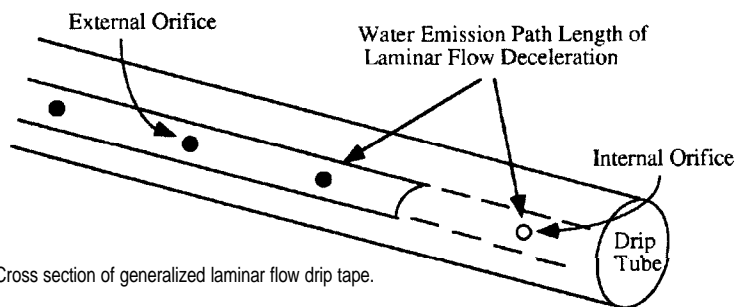 External Orifice
Water Emission Path Length of
Laminar Flow Deceleration
Internal Orifice
Drip
Tube
Cross section of generalized laminar flow drip tape.